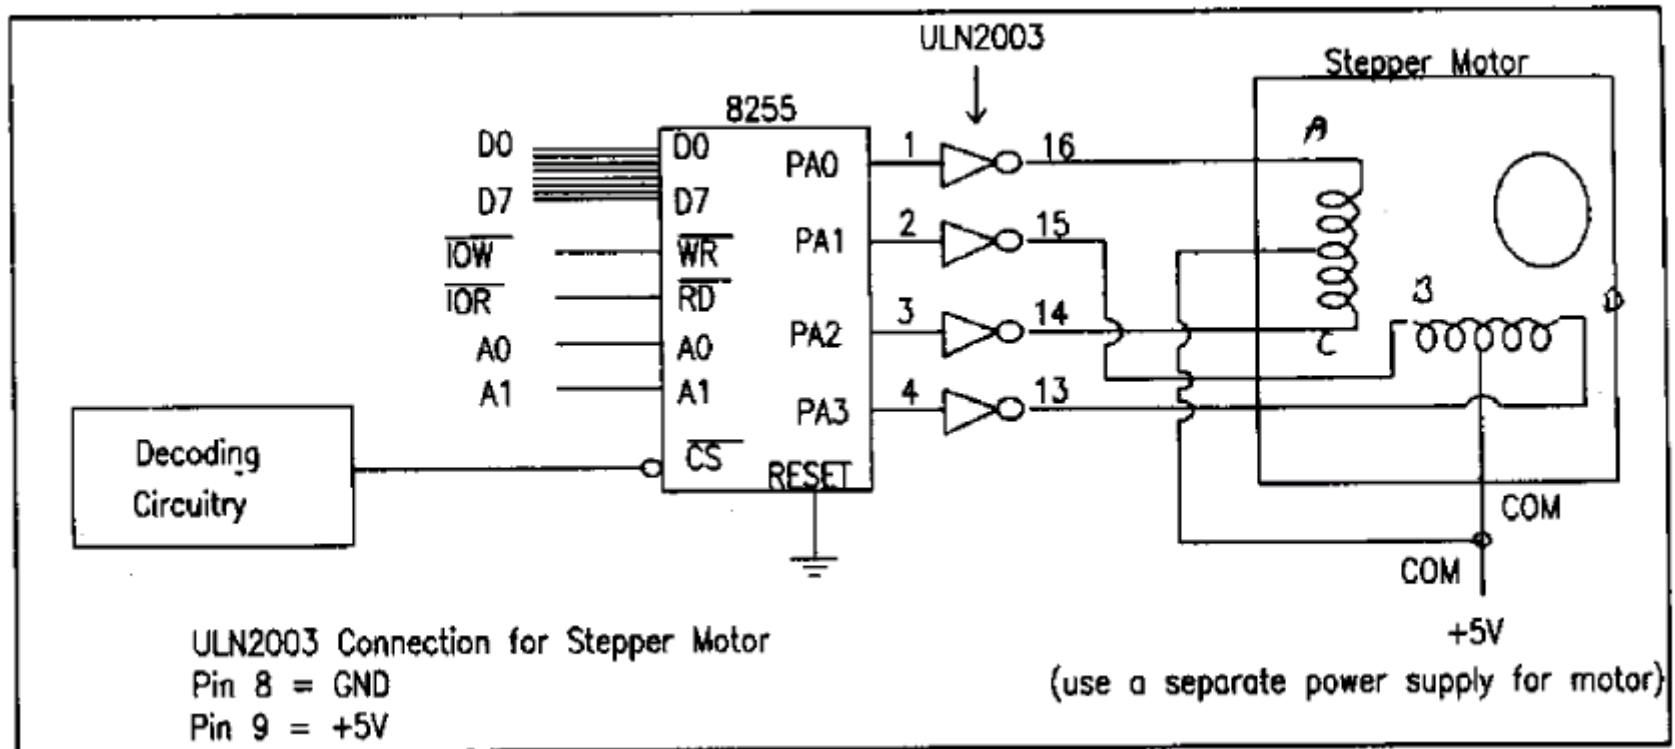 ULN2003
Stepper Motor
8255
D0 D0 PA0 1 16 A
D7 D7 PA1 2 15
IOW WR
IOR RD B D
A0 A0 PA2 3 14 C
A1 A1 PA3 4 13
Decoding
Circuitry
CS
RESET
COM
COM
+5V
ULN2003 Connection for Stepper Motor
Pin 8 = GND
Pin 9 = +5V
(use a separate power supply for motor)